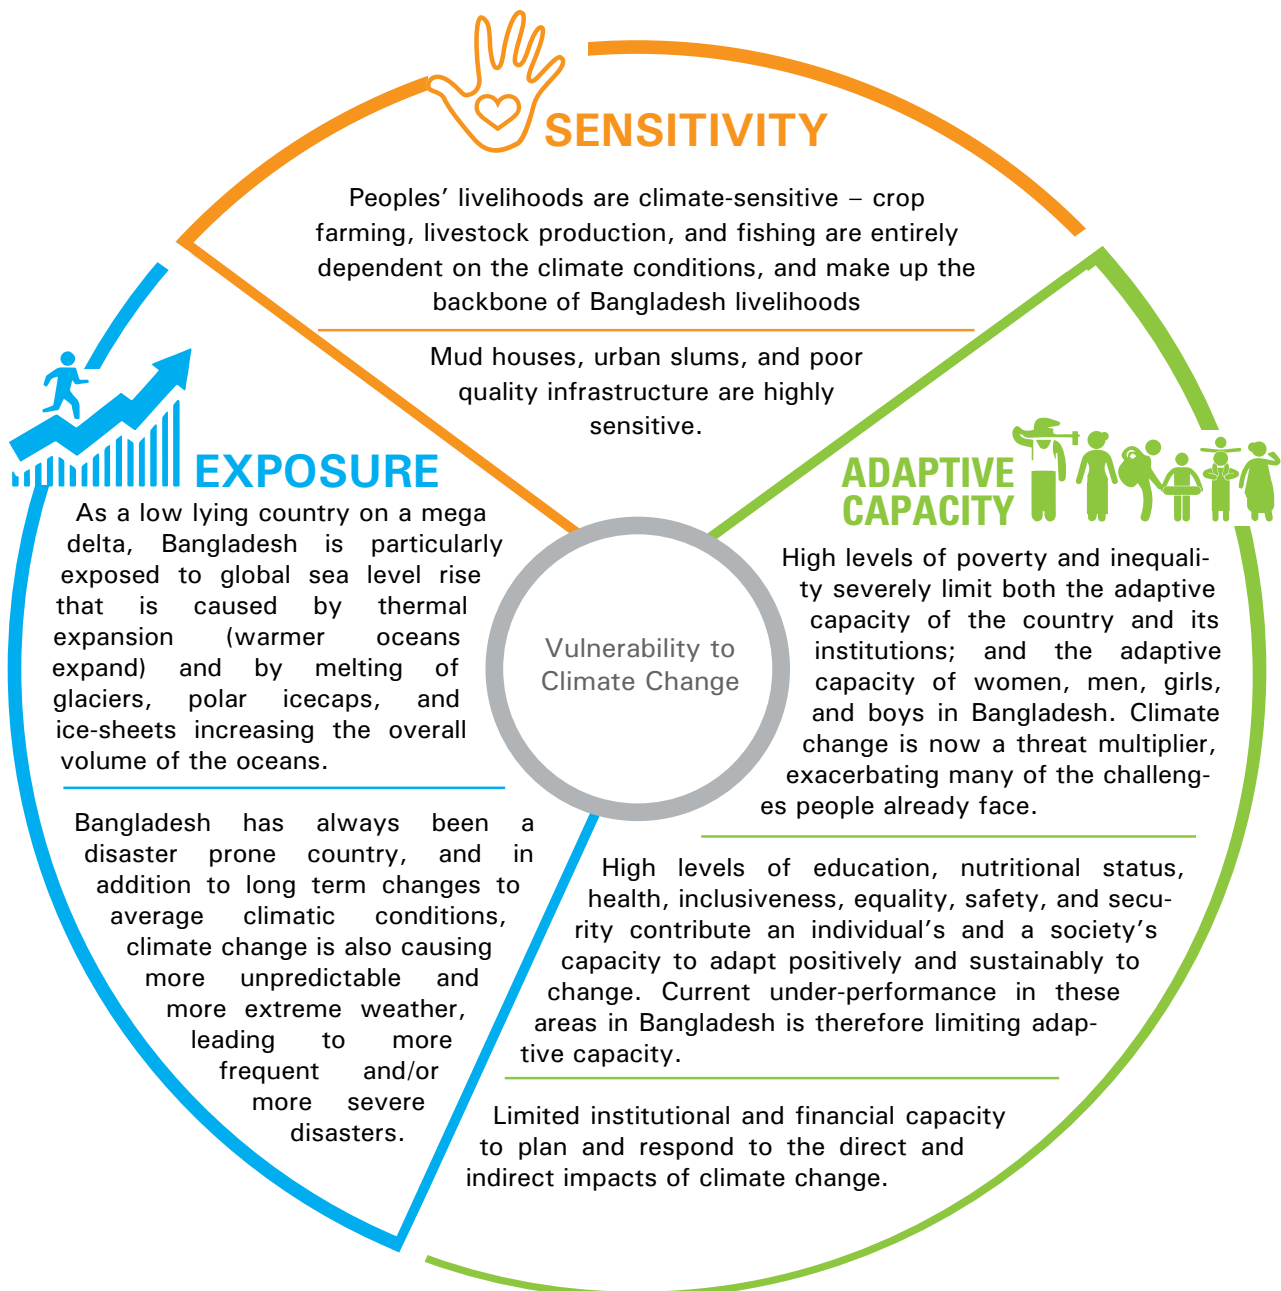 SENSITIVITY
Peoples’ livelihoods are climate-sensitive – crop
farming, livestock production, and fishing are entirely
dependent on the climate conditions, and make up the
backbone of Bangladesh livelihoods
Mud houses, urban slums, and poor
quality infrastructure are highly
sensitive.
EXPOSURE
As a low lying country on a mega
delta, Bangladesh is particularly
exposed to global sea level rise
that is caused by thermal
expansion (warmer oceans
expand) and by melting of
glaciers, polar icecaps, and
ice-sheets increasing the overall
volume of the oceans.
Bangladesh has always been a
disaster prone country, and in
addition to long term changes to
average climatic conditions,
climate change is also causing
more unpredictable and
more extreme weather,
leading to more
frequent and/or
more severe
disasters.
Vulnerability to
Climate Change
ADAPTIVE
CAPACITY
High levels of poverty and inequali-
ty severely limit both the adaptive
capacity of the country and its
institutions; and the adaptive
capacity of women, men, girls,
and boys in Bangladesh. Climate
change is now a threat multiplier,
exacerbating many of the challeng-
es people already face.
High levels of education, nutritional status,
health, inclusiveness, equality, safety, and secu-
rity contribute an individual’s and a society’s
capacity to adapt positively and sustainably to
change. Current under-performance in these
areas in Bangladesh is therefore limiting adap-
tive capacity.
Limited institutional and financial capacity
to plan and respond to the direct and
indirect impacts of climate change.